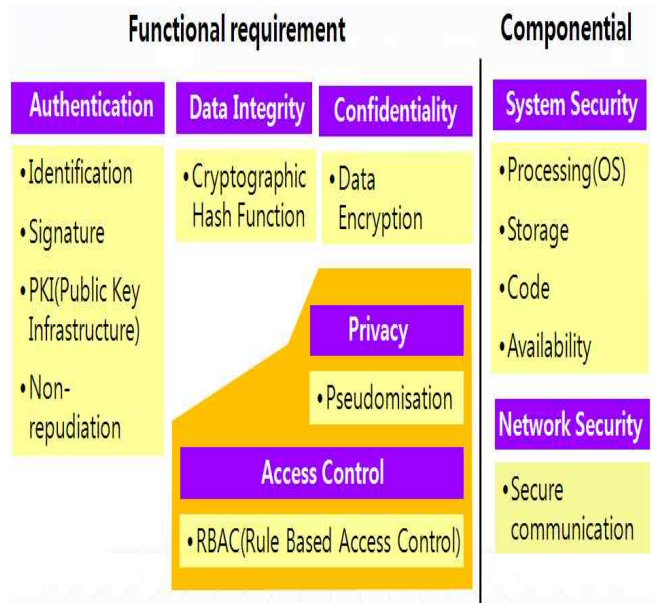 Functional requirement
Componential
Authentication
•Identification
•Signature
•PKI(Public Key
Infrastructure)
•Non-
repudiation
Data Integrity
•Cryptographic
Hash Function
Confidentiality
•Data
Encryption
Privacy
•Pseudomisation
Access Control
•RBAC(Rule Based Access Control)
System Security
•Processing(OS)
•Storage
•Code
•Availability
Network Security
•Secure
communication